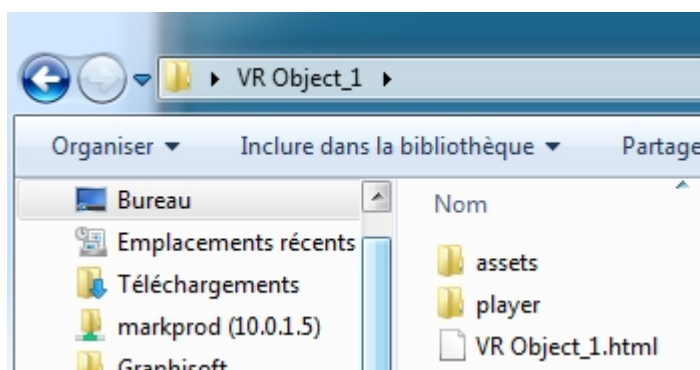 VR Object_1
Organiser Inclure dans la bibliothèque Partage
Bureau
Emplacements récents
Téléchargements
markprod (10.0.1.5)
Graphisoft
Nom
assets
player
VR Object_1.html